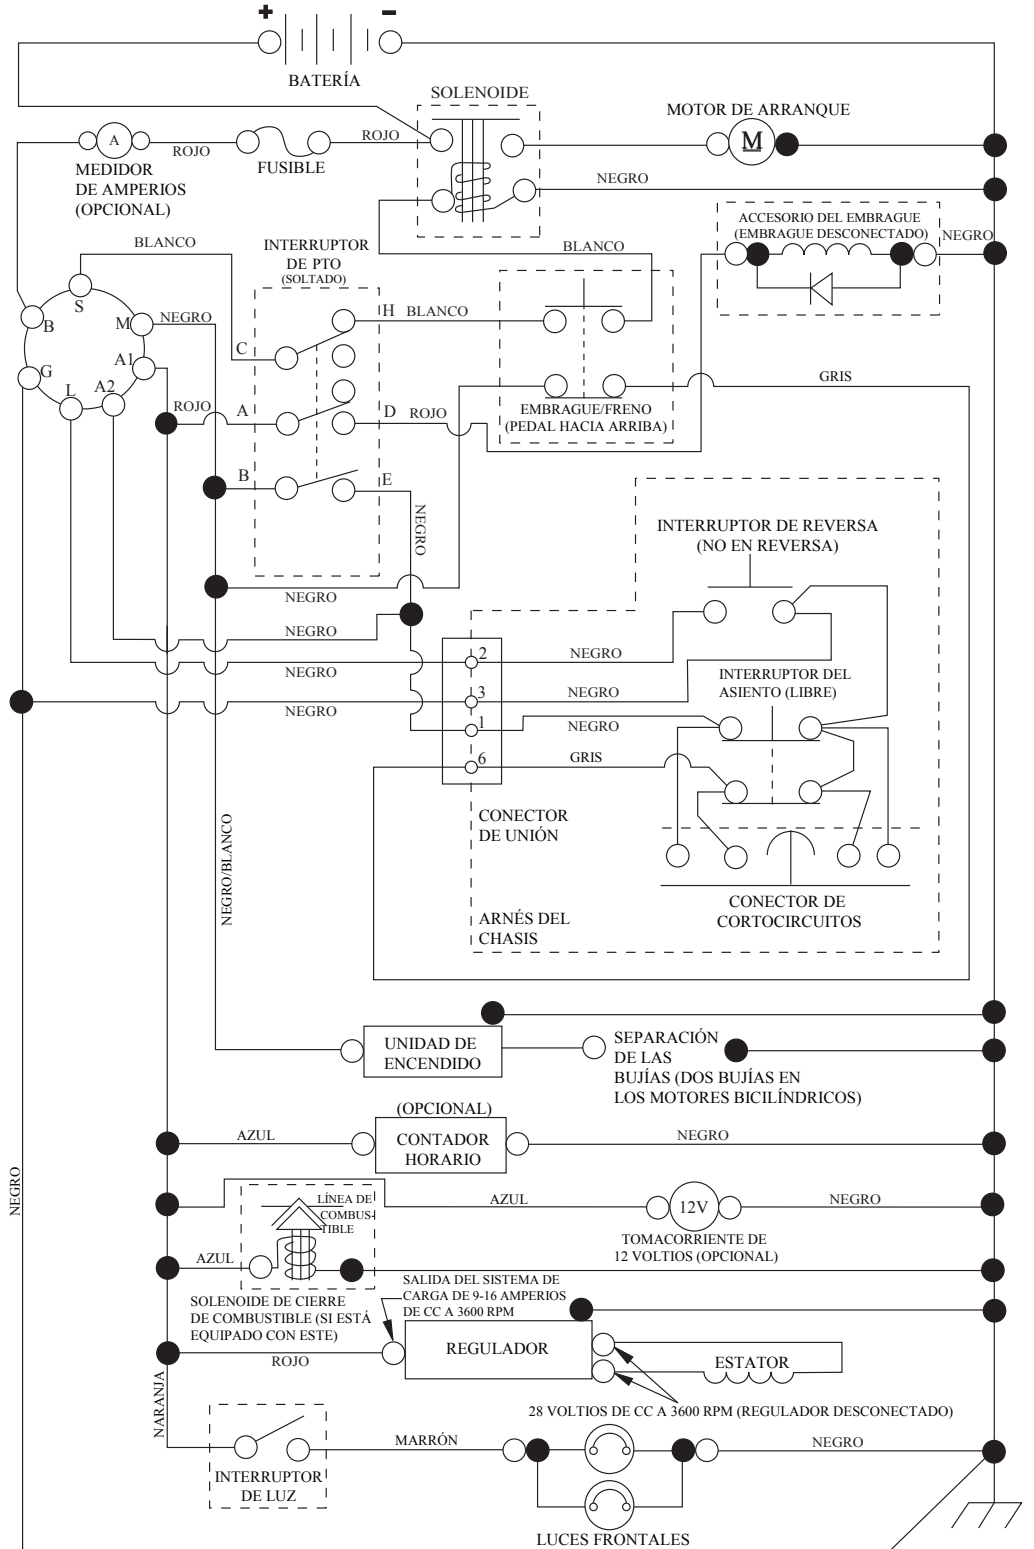 + −
BATERÍA
SOLENOIDE
MOTOR DE ARRANQUE
A
ROJO
ROJO
M
MEDIDOR
DE AMPERIOS
(OPCIONAL)
FUSIBLE
NEGRO
BLANCO
INTERRUPTOR
DE PTO
(SOLTADO)
BLANCO
ACCESORIO DEL EMBRAGUE
(EMBRAGUE DESCONECTADO)
NEGRO
S
B
M
NEGRO
H
BLANCO
C
A1
G
L
A2
GRIS
ROJO
A
D
ROJO
EMBRAGUE/FRENO
(PEDAL HACIA ARRIBA)
B
E
NEGRO
INTERRUPTOR DE REVERSA
(NO EN REVERSA)
NEGRO
NEGRO
NEGRO
2
NEGRO
INTERRUPTOR DEL
ASIENTO (LIBRE)
NEGRO
3
NEGRO
1
NEGRO
6
GRIS
CONECTOR
DE UNIÓN
NEGRO/BLANCO
CONECTOR DE
CORTOCIRCUITOS
ARNÉS DEL
CHASIS
UNIDAD DE
ENCENDIDO
SEPARACIÓN
DE LAS
BUJÍAS (DOS BUJÍAS EN
LOS MOTORES BICILÍNDRICOS)
(OPCIONAL)
AZUL
CONTADOR
HORARIO
NEGRO
NEGRO
LÍNEA DE
COMBUS-
TIBLE
AZUL
12V
NEGRO
TOMACORRIENTE DE
12 VOLTIOS (OPCIONAL)
AZUL
SOLENOIDE DE CIERRE
DE COMBUSTIBLE (SI ESTÁ
EQUIPADO CON ESTE)
SALIDA DEL SISTEMA DE
CARGA DE 9-16 AMPERIOS
DE CC A 3600 RPM
REGULADOR
ROJO
ESTATOR
NARANJA
28 VOLTIOS DE CC A 3600 RPM (REGULADOR DESCONECTADO)
MARRÓN
NEGRO
INTERRUPTOR
DE LUZ
LUCES FRONTALES